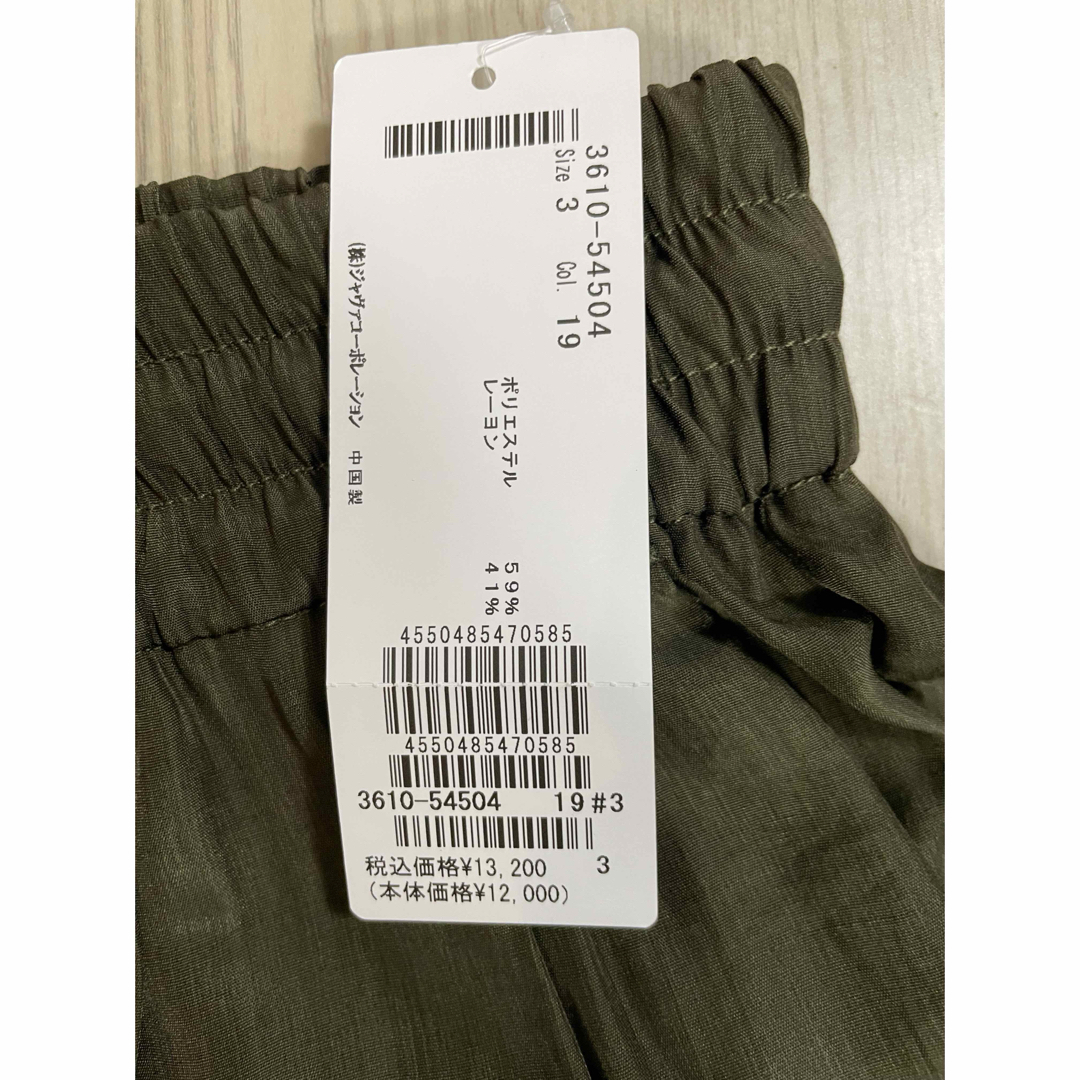 3610-54504
Size 3 Col. 19
ポリエステル 59%
レーヨン 41%
(株)ジャヴァコーポレーション 中国製
4550485470585
4550485470585
3610-54504 19#3
税込価格¥13,200 3
(本体価格¥12,000)